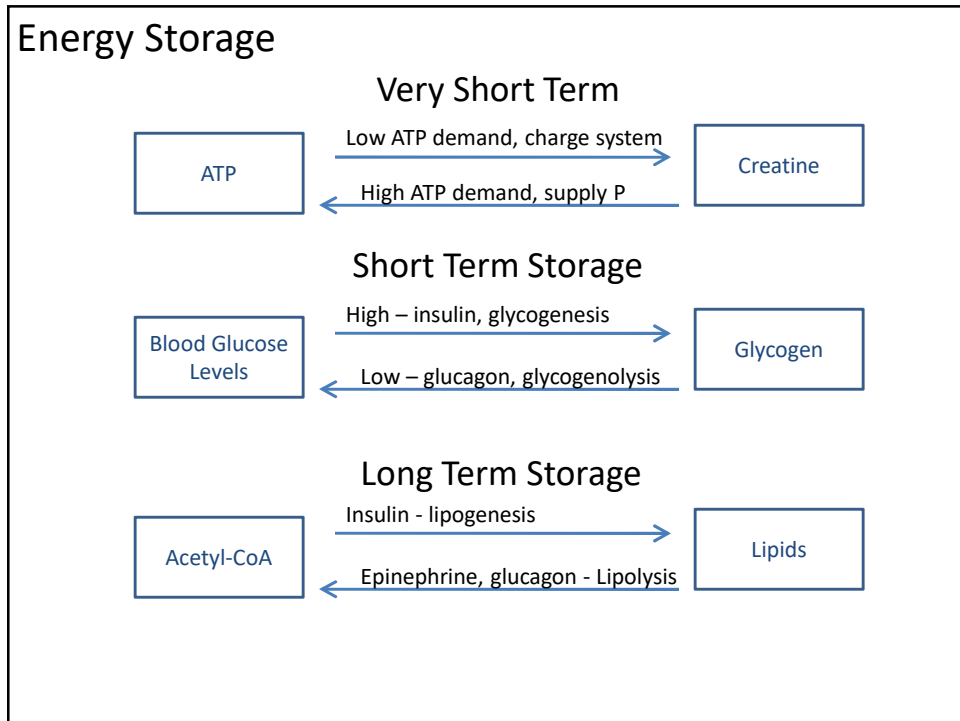 Energy Storage
Very Short Term
Low ATP demand, charge system
ATP
Creatine
High ATP demand, supply P
Short Term Storage
High – insulin, glycogenesis
Blood Glucose
Levels
Glycogen
Low – glucagon, glycogenolysis
Long Term Storage
Insulin - lipogenesis
Acetyl-CoA
Lipids
Epinephrine, glucagon - Lipolysis